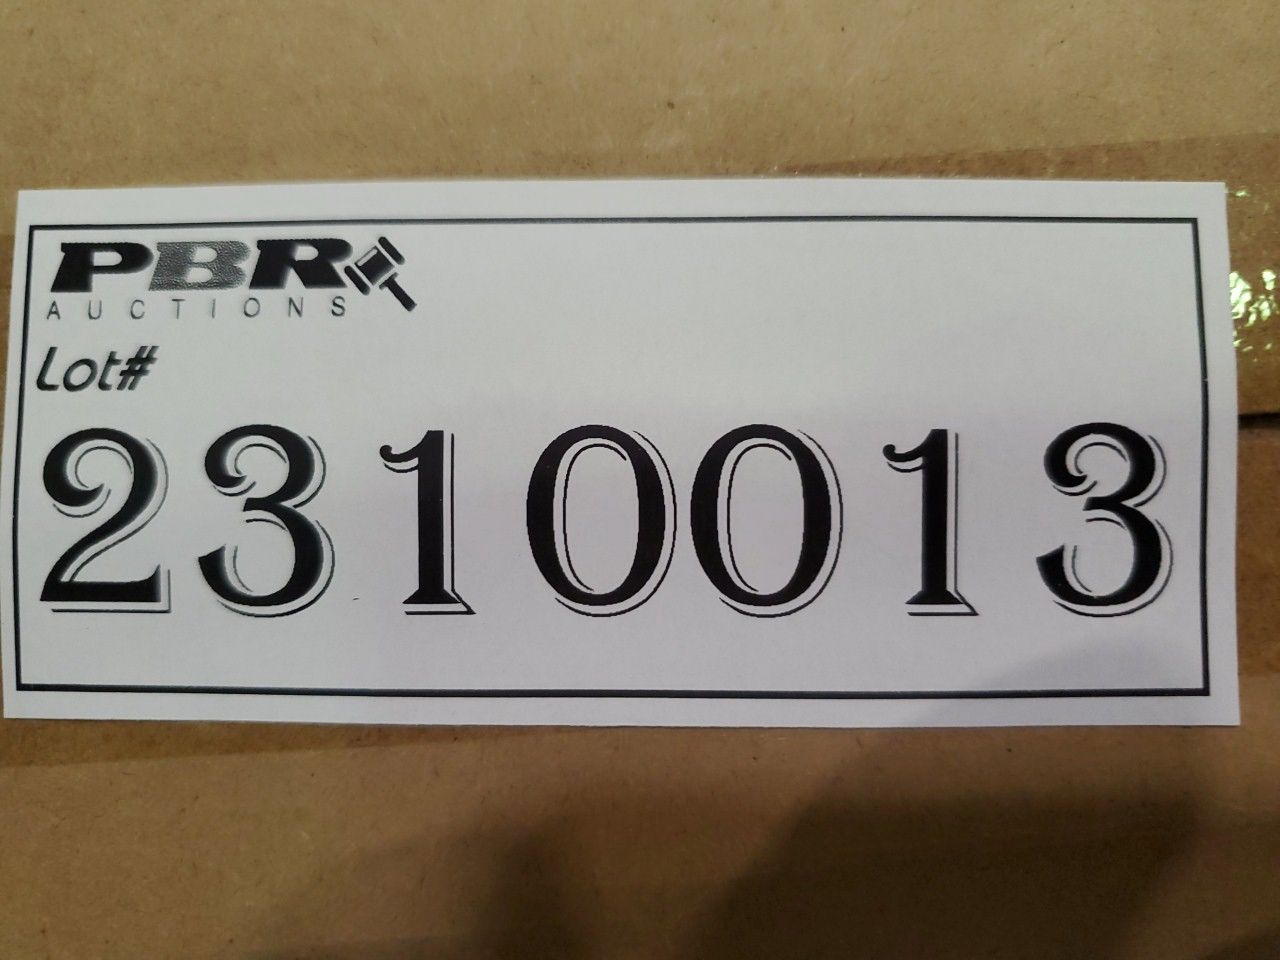 PBR
AUCTIONS
Lot#
2310013